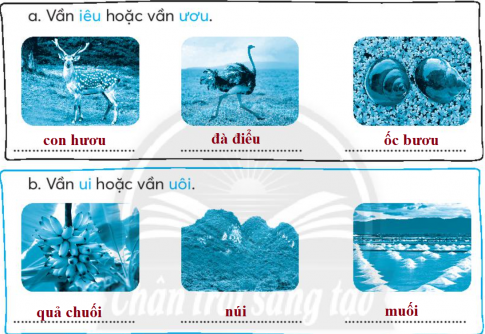 a. Vần iêu hoặc vần ươu.
con hươu
đà điểu
ốc bươu
b. Vần ui hoặc vần uôi.
quả chuối
núi
muối
Chân trời sáng tạo